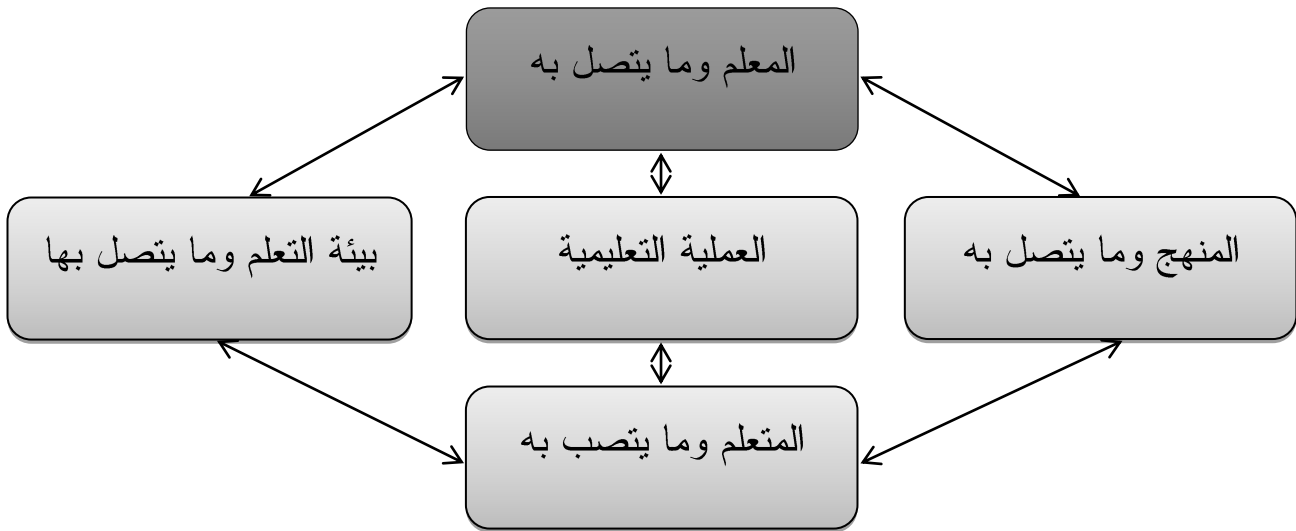 المعلم وما يتصل به
المنهج وما يتصل به
العملية التعليمية
بيئة التعلم وما يتصل بها
المتعلم وما يتصب به